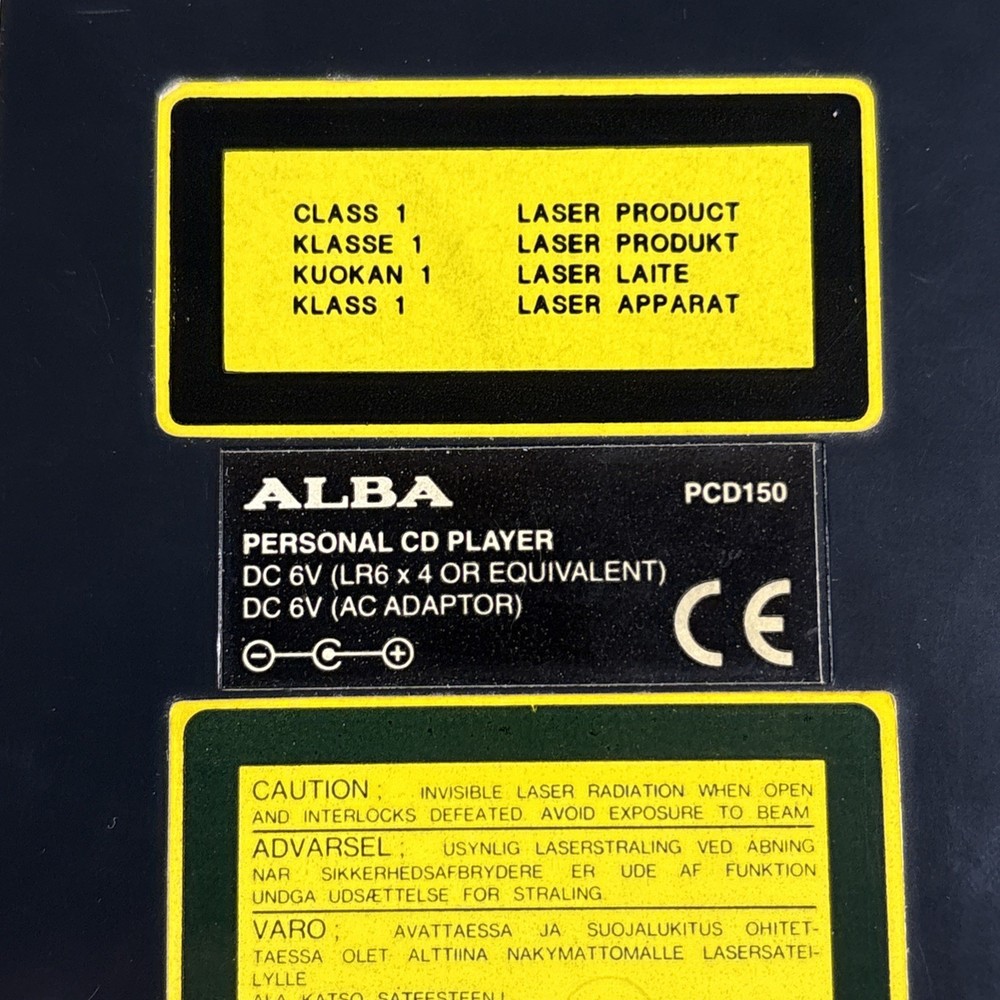 CLASS 1 LASER PRODUCT
KLASSE 1 LASER PRODUKT
KUOKAN 1 LASER LAITE
KLASS 1 LASER APPARAT
ALBA PCD150
PERSONAL CD PLAYER
DC 6V (LR6 x 4 OR EQUIVALENT)
DC 6V (AC ADAPTOR)
CE
CAUTION ; INVISIBLE LASER RADIATION WHEN OPEN
AND INTERLOCKS DEFEATED. AVOID EXPOSURE TO BEAM
ADVARSEL ; USYNLIG LASERSTRALING VED ABNING
NAR SIKKERHEDSAFBRYDERE ER UDE AF FUNKTION
UNDGA UDSÆTTELSE FOR STRALING.
VARO ; AVATTAESSA JA SUOJALUKITUS OHITET-
TAESSA OLET ALTTIINA NAKYMATTOMALLE LASERSATEI-
LYLLE
ALA KATSO SATEESTEEN!